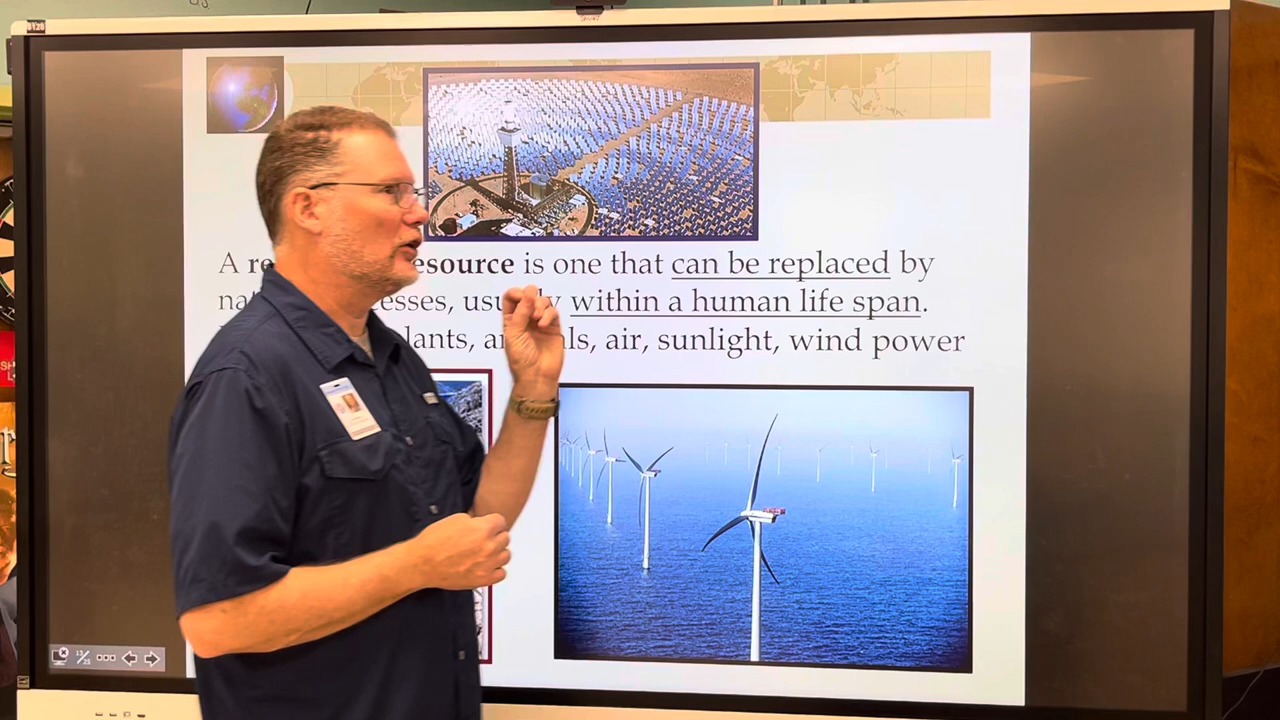 A re esource is one that can be replaced by
na esses, usu y within a human life span.
lants, an ls, air, sunlight, wind power